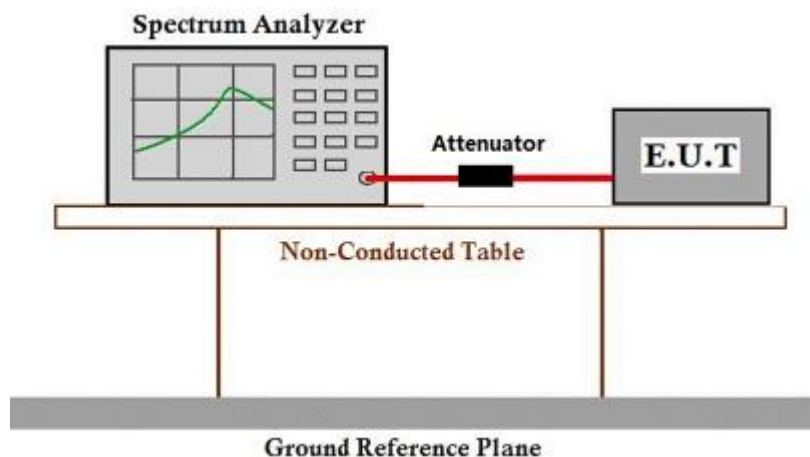 Spectrum Analyzer
Attenuator
E.U.T
Non-Conducted Table
Ground Reference Plane